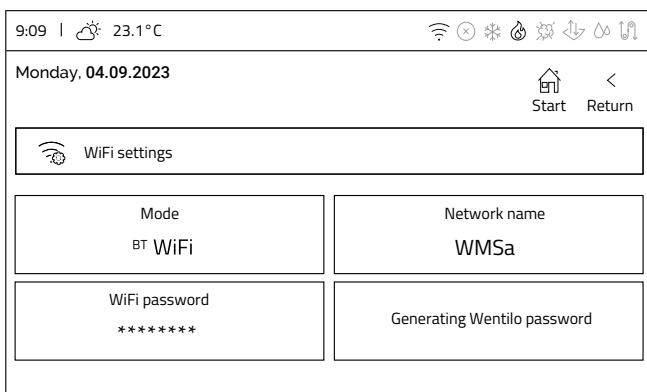 9:09 | 23.1°C
Monday, 04.09.2023
Start Return
WiFi settings
Mode Network name
BT WiFi WMSa
WiFi password
******** Generating Wentilo password